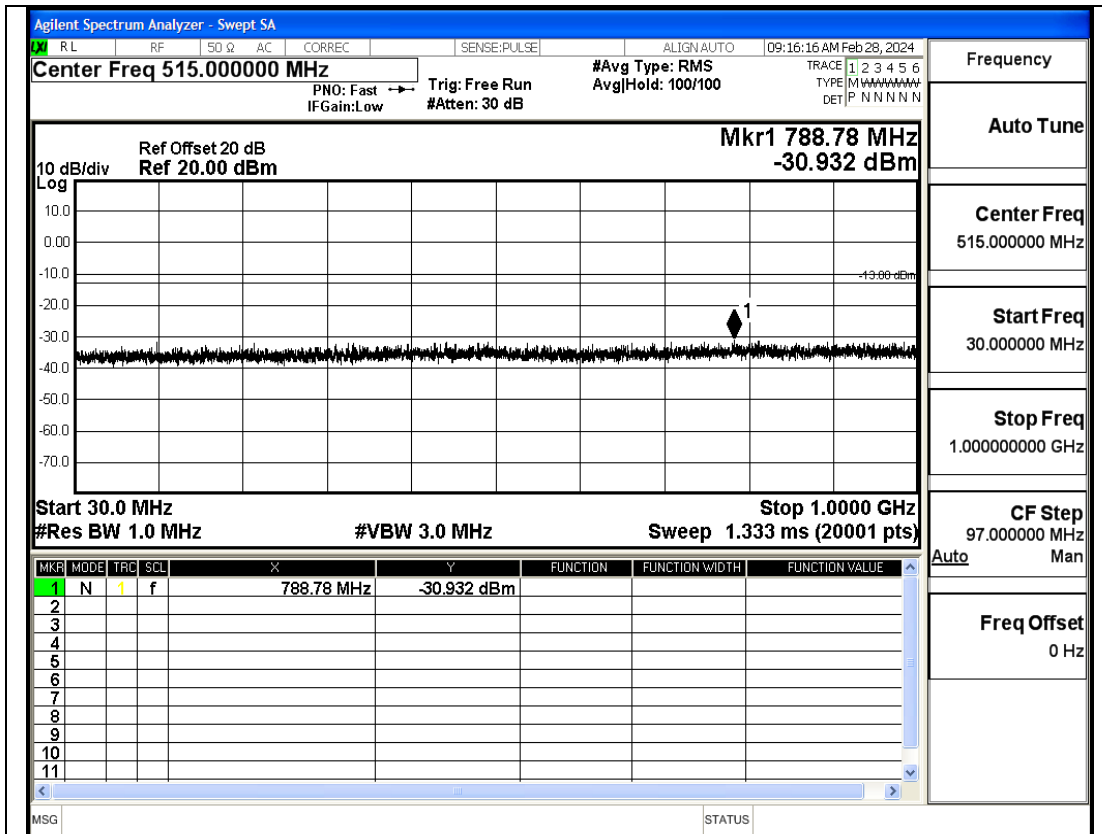 Agilent Spectrum Analyzer - Swept SA
LXI RL RF 50 Ω AC CORREC SENSE:PULSE ALIGN AUTO 09:16:16 AM Feb 28, 2024
Center Freq 515.000000 MHz
PNO: Fast
IFGain:Low
Trig: Free Run
#Atten: 30 dB
#Avg Type: RMS
Avg|Hold: 100/100
TRACE 1 2 3 4 5 6
TYPE M W W W W W
DET P N N N N N
Ref Offset 20 dB
10 dB/div Ref 20.00 dBm
Log
Mkr1 788.78 MHz
-30.932 dBm
10.0
0.00
-10.0
-13.00 dBm
-20.0
1
-30.0
-40.0
-50.0
-60.0
-70.0
Start 30.0 MHz Stop 1.0000 GHz
#Res BW 1.0 MHz #VBW 3.0 MHz Sweep 1.333 ms (20001 pts)
MKR MODE TRC SCL X Y FUNCTION FUNCTION WIDTH FUNCTION VALUE
1 N 1 f 788.78 MHz -30.932 dBm
2
3
4
5
6
7
8
9
10
11
MSG STATUS
Frequency
Auto Tune
Center Freq
515.000000 MHz
Start Freq
30.000000 MHz
Stop Freq
1.000000000 GHz
CF Step
97.000000 MHz
Auto Man
Freq Offset
0 Hz